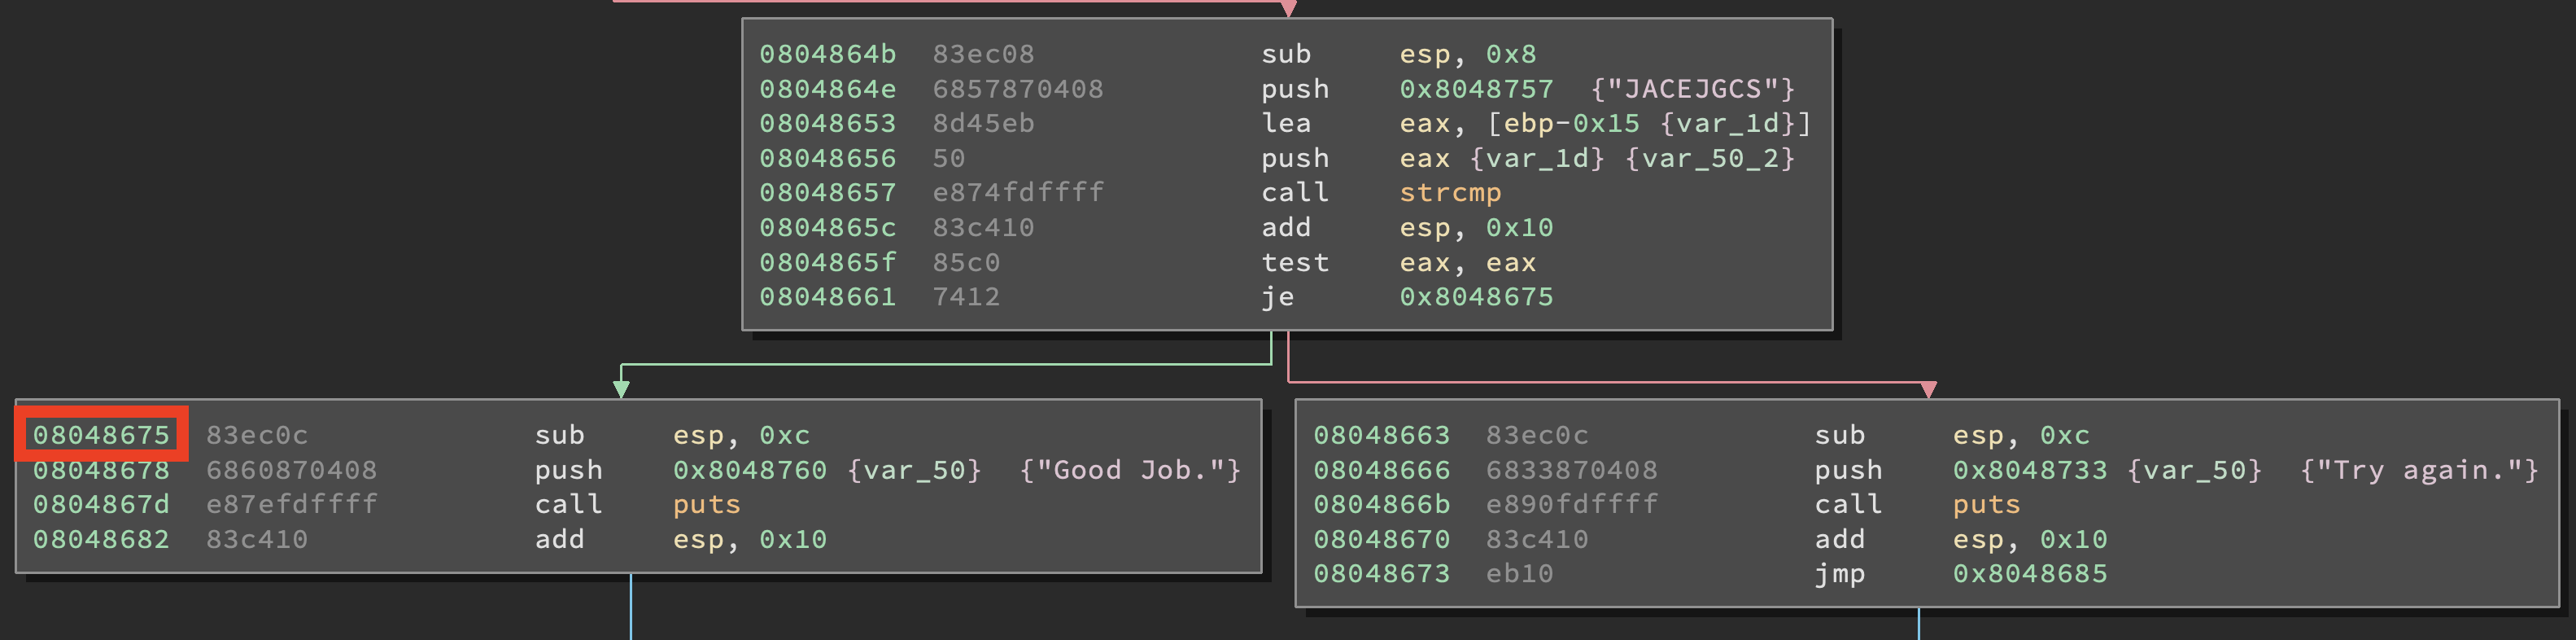 0804864b 83ec08 sub esp, 0x8
0804864e 6857870408 push 0x8048757 {"JACEJGCS"}
08048653 8d45eb lea eax, [ebp-0x15 {var_1d}]
08048656 50 push eax {var_1d} {var_50_2}
08048657 e874fdffff call strcmp
0804865c 83c410 add esp, 0x10
0804865f 85c0 test eax, eax
08048661 7412 je 0x8048675
08048675 83ec0c sub esp, 0xc
08048678 6860870408 push 0x8048760 {var_50} {"Good Job."}
0804867d e87efdffff call puts
08048682 83c410 add esp, 0x10
08048663 83ec0c sub esp, 0xc
08048666 6833870408 push 0x8048733 {var_50} {"Try again."}
0804866b e890fdffff call puts
08048670 83c410 add esp, 0x10
08048673 eb10 jmp 0x8048685